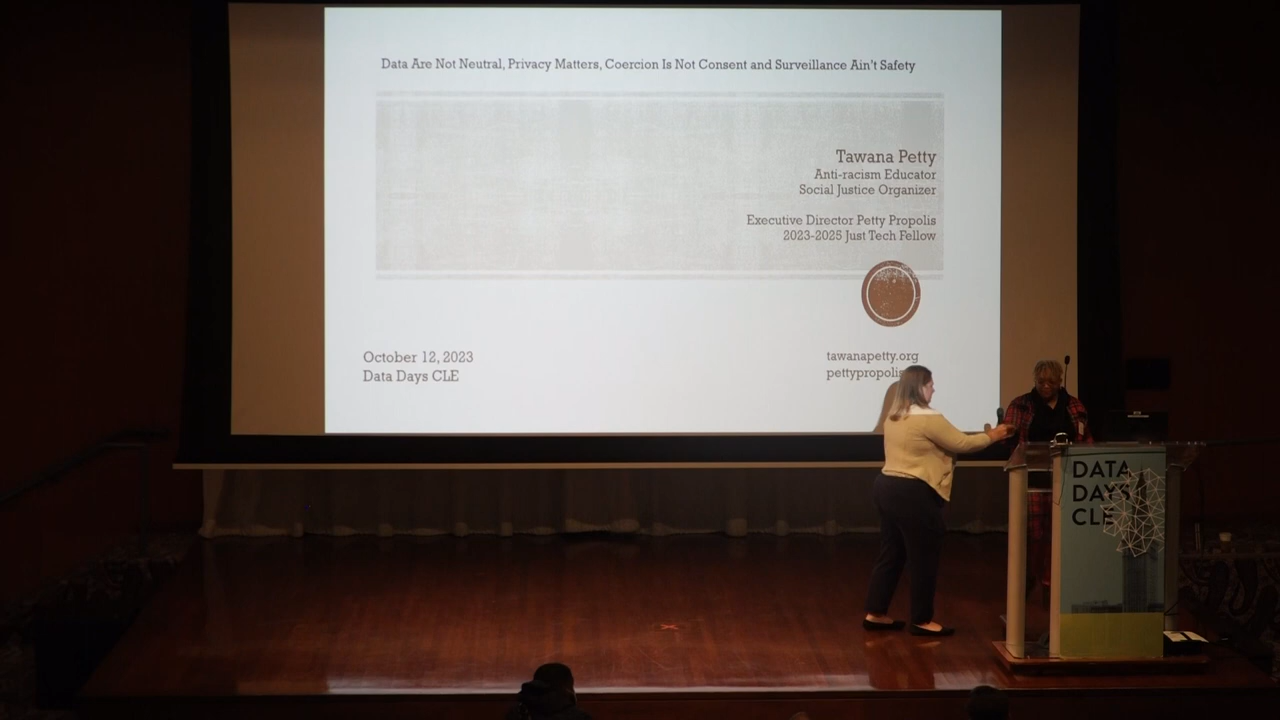 Data Are Not Neutral, Privacy Matters, Coercion Is Not Consent and Surveillance Ain't Safety
Tawana Petty
Anti-racism Educator
Social Justice Organizer
Executive Director Petty Propolis
2023-2025 Just Tech Fellow
October 12, 2023
Data Days CLE
tawanapetty.org
pettypropolis
DATA
DAYS
CLE